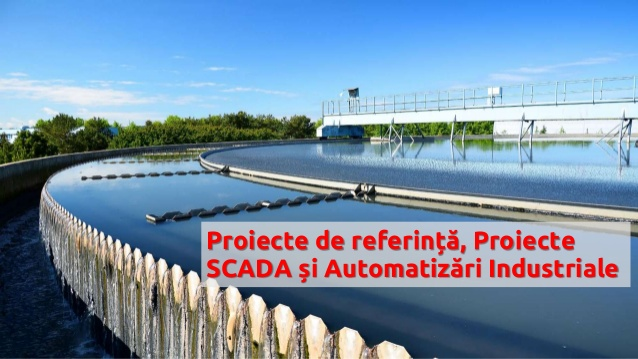 Proiecte de referință, Proiecte
SCADA și Automatizări Industriale